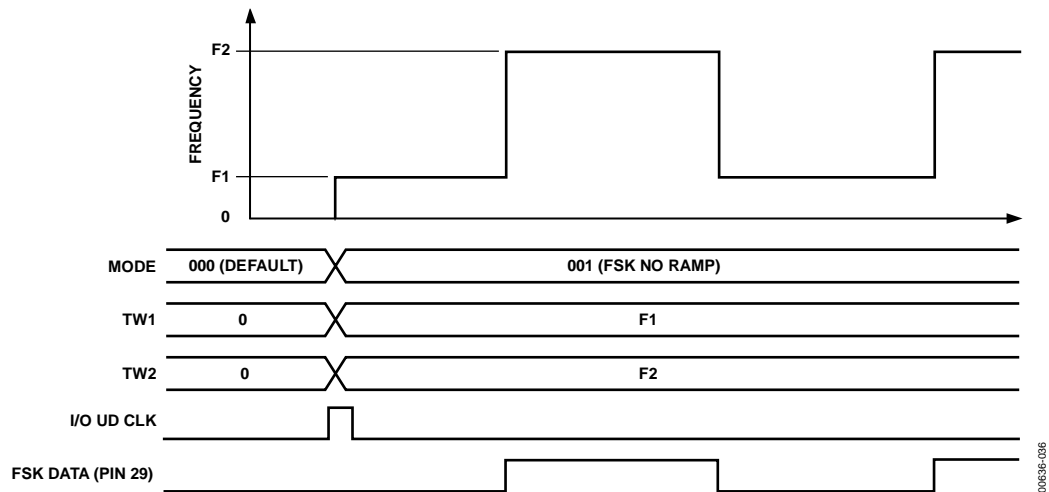 F2
FREQUENCY
F1
0
MODE 000 (DEFAULT) 001 (FSK NO RAMP)
TW1 0 F1
TW2 0 F2
I/O UD CLK
FSK DATA (PIN 29)
00636-036